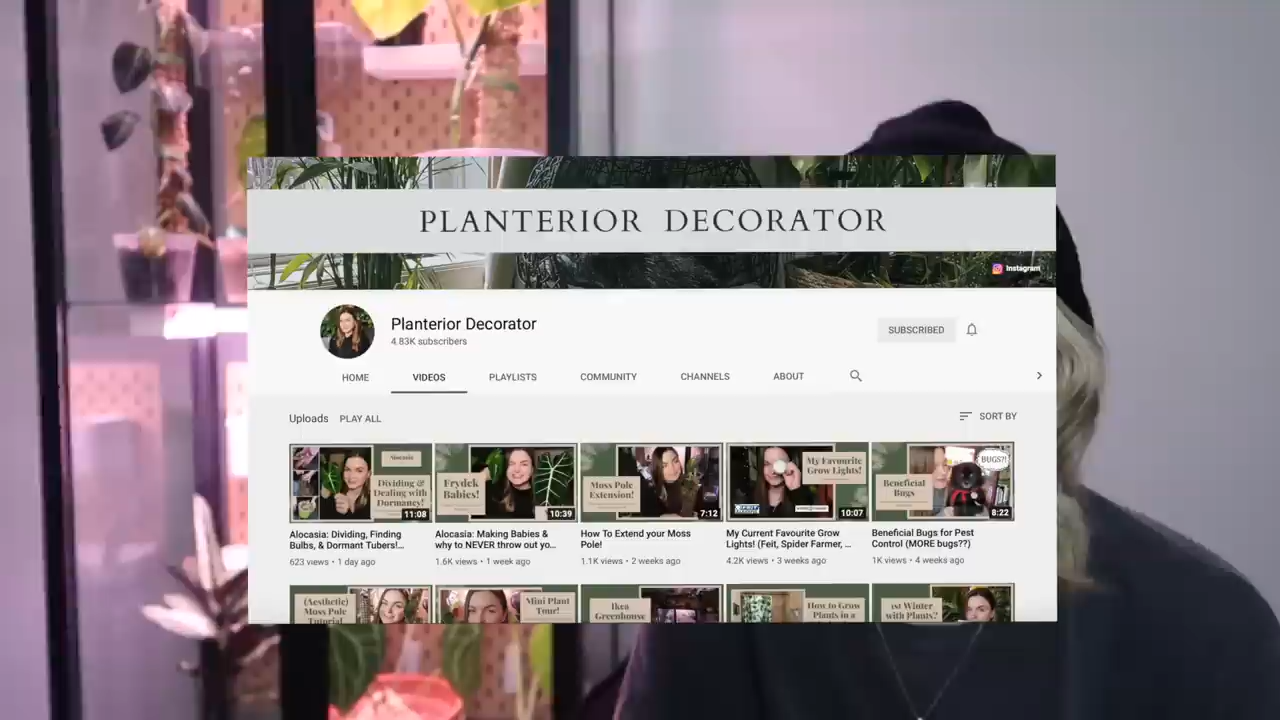 PLANTERIOR DECORATOR
Instagram
Planterior Decorator
4.83K subscribers
SUBSCRIBED
HOME VIDEOS PLAYLISTS COMMUNITY CHANNELS ABOUT
Uploads PLAY ALL
SORT BY
Alocasia
Dividing &
Dealing with
Dormancy!
11:08
Frydek
Babies!
10:39
Moss Pole
Extension!
7:12
My Favourite
Grow Lights!
10:07
BUGS?!
Beneficial
Bugs
8:22
Alocasia: Dividing, Finding
Bulbs, & Dormant Tubers!...
623 views • 1 day ago
Alocasia: Making Babies &
why to NEVER throw out yo...
1.6K views • 1 week ago
How To Extend your Moss
Pole!
1.1K views • 2 weeks ago
My Current Favourite Grow
Lights! (Feit, Spider Farmer, ...
4.2K views • 3 weeks ago
Beneficial Bugs for Pest
Control (MORE bugs??)
1K views • 4 weeks ago
(Aesthetic)
Moss Pole
Tutorial
Mini Plant
Tour!
Ikea
Greenhouse
How to Grow
Plants in a
1st Winter
with Plants?